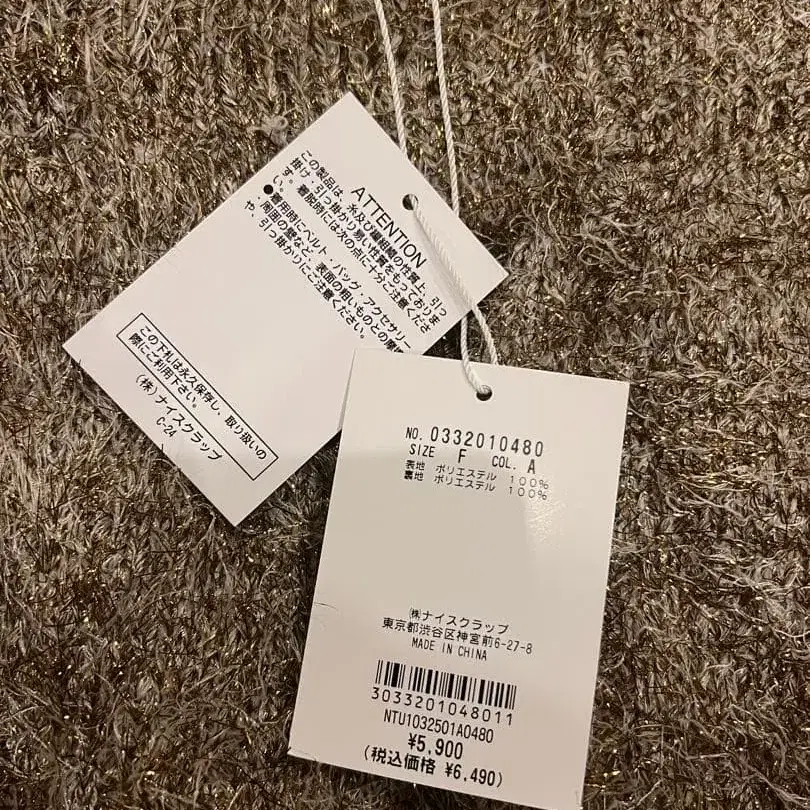 ATTENTION
この製品は、糸及び編組織の性質上、引っ
掛け・引っ掛かり易い性質をもっておりま
す。着脱時には次の点に十分ご注意くださ
い。
●着用時にベルト・バッグ・アクセサリー
・周囲の壁など、表面の粗いものとの摩
や、引っ掛かりにご注意ください。
この下札は永久保存し、取り扱いの
際にご利用下さい。
(株)ナイスクラップ
C-24
NO. 0332010480
SIZE F COL. A
表地 ポリエステル 100%
裏地 ポリエステル 100%
㈱ナイスクラップ
東京都渋谷区神宮前6-27-8
MADE IN CHINA
3033201048011
NTU1032501A0480
¥5,900
(税込価格 ¥6,490)